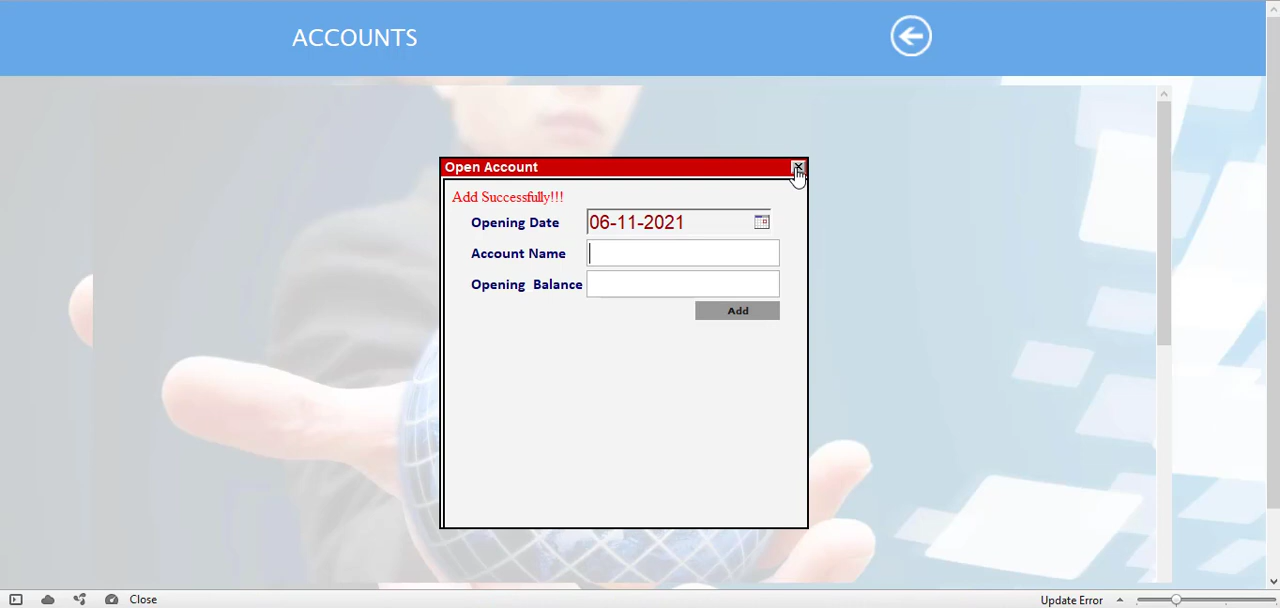 ACCOUNTS
Open Account
Add Successfully!!!
Opening Date 06-11-2021
Account Name
Opening Balance
Add
Close
Update Error